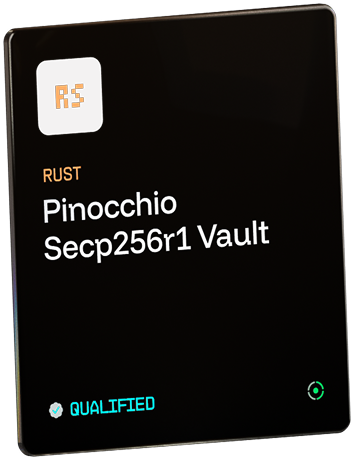 RS
RUST
Pinocchio
Secp256r1 Vault
QUALIFIED